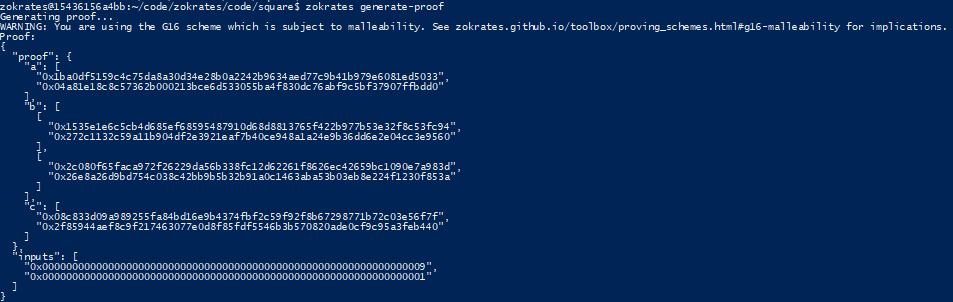 zokrates@15436156a4bb:~/code/zokrates/code/square$ zokrates generate-proof
Generating proof...
WARNING: You are using the G16 scheme which is subject to malleability. See zokrates.github.io/toolbox/proving_schemes.html#g16-malleability for implications.
Proof:
{
  "proof": {
    "a": [
      "0x1ba0df5159c4c75da8a30d34e28b0a2242b9634aed77c9b41b979e6081ed5033",
      "0x04a81e18c8c57362b000213bce6d533055ba4f830dc76abf9c5bf37907ffbdd0"
    ],
    "b": [
      [
        "0x1535e1e6c5cb4d685ef68595487910d68d8813765f422b977b53e32f8c53fc94",
        "0x272c1132c59a11b904df2e3921eaf7b40ce948a1a24e9b36dd6e2e04cc3e9560"
      ],
      [
        "0x2c080f65faca972f26229da56b338fc12d62261f8626ec42659bc1090e7a983d",
        "0x26e8a26d9bd754c038c42bb9b5b32b91a0c1463aba53b03eb8e224f1230f853a"
      ]
    ],
    "c": [
      "0x08c833d09a989255fa84bd16e9b4374fbf2c59f92f8b67298771b72c03e56f7f",
      "0x2f85944aef8c9f217463077e0d8f85fdf5546b3b570820ade0cf9c95a3feb440"
    ]
  },
  "inputs": [
    "0x0000000000000000000000000000000000000000000000000000000000000009",
    "0x0000000000000000000000000000000000000000000000000000000000000001"
  ]
}